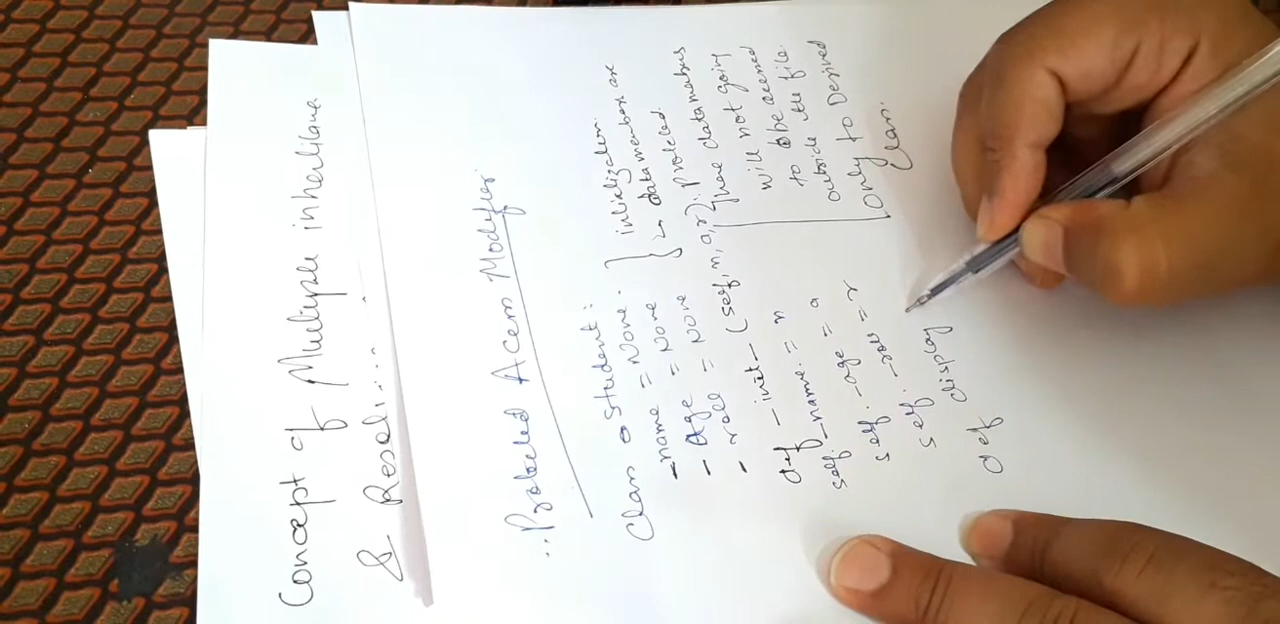 Concept of Multiple inheritance
& Resol...
Protected Access Modifier
Class Student:
_name = None.
_Age = None
_roll = None
} initialization.
↳ data members are
protected.
def _init_(self, n, a, r):
self._name. = n
self._age = a
self._roll = r
def display
these data members
will not going
to be accessed
outside the file.
only to Derived
Class.